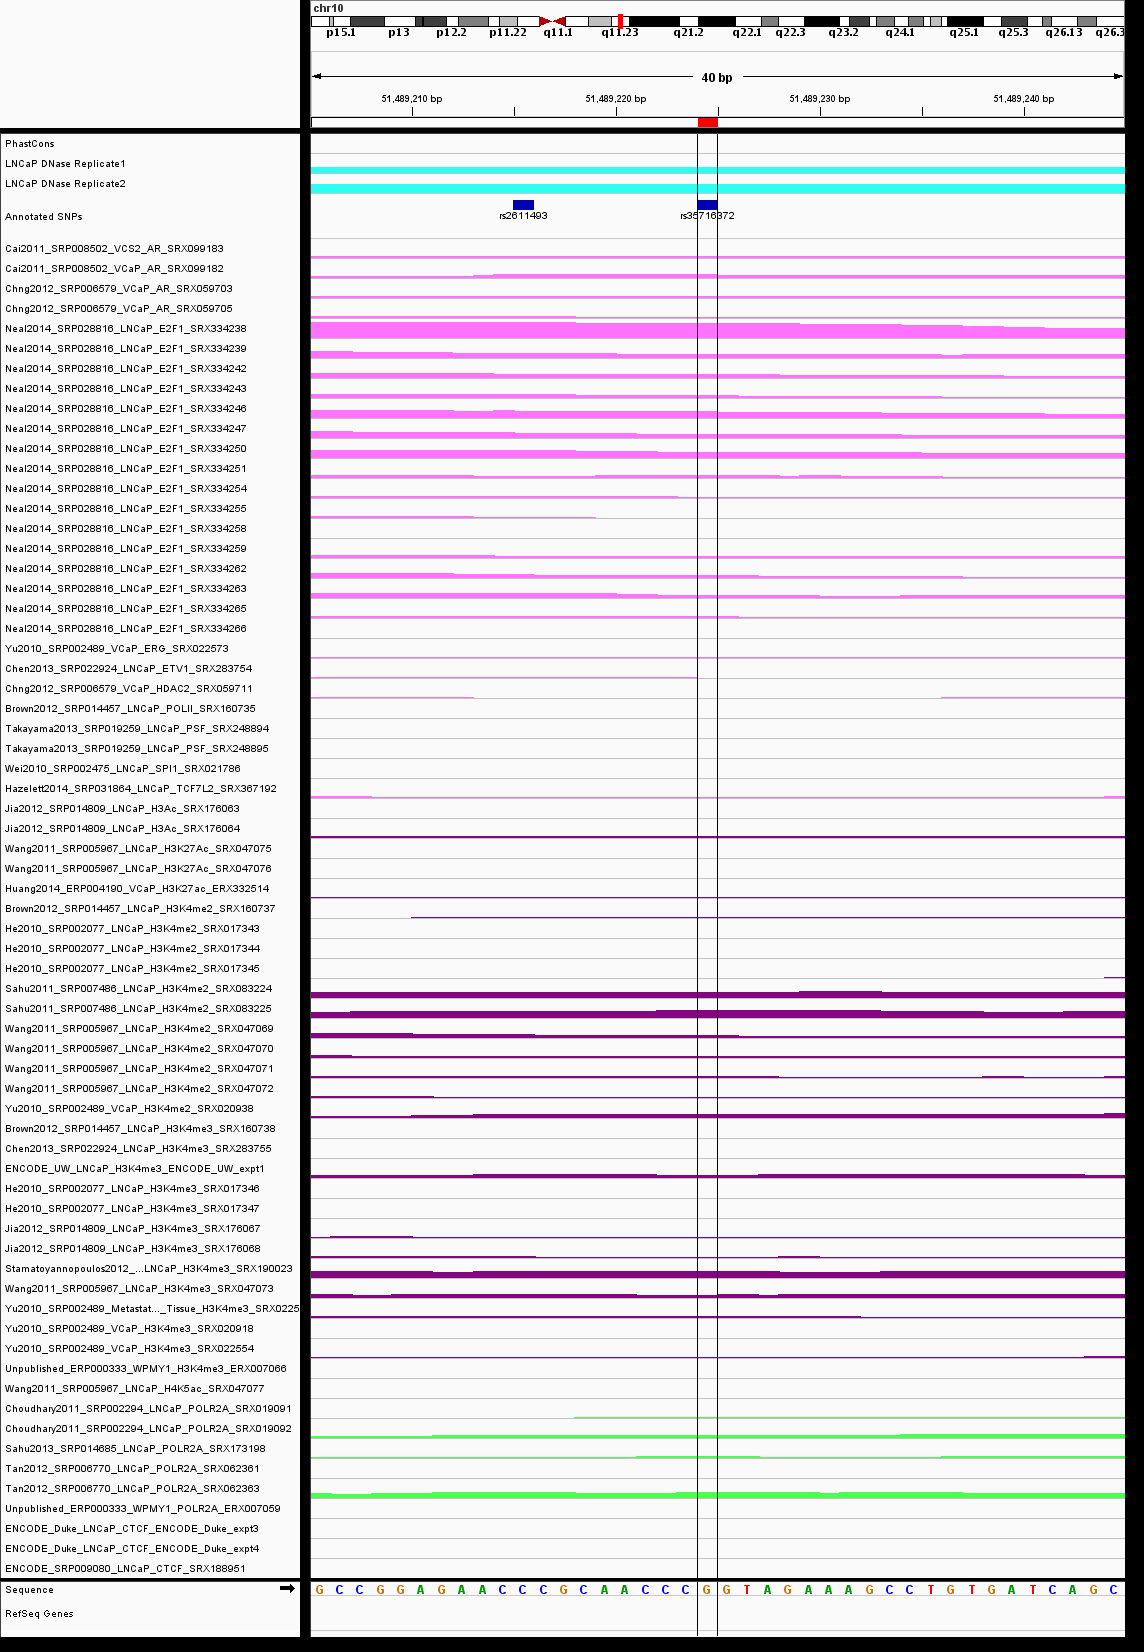 chr10
p15.1 p13 p12.2 p11.22 q11.1 q11.23 q21.2 q22.1 q22.3 q23.2 q24.1 q25.1 q25.3 q26.13 q26.3
40 bp
51,489,210 bp 51,489,220 bp 51,489,230 bp 51,489,240 bp
PhastCons
LNCaP DNase Replicate1
LNCaP DNase Replicate2
Annotated SNPs
rs2611493 rs35716372
Cai2011_SRP008502_VCS2_AR_SRX099183
Cai2011_SRP008502_VCaP_AR_SRX099182
Chng2012_SRP006579_VCaP_AR_SRX059703
Chng2012_SRP006579_VCaP_AR_SRX059705
Neal2014_SRP028816_LNCaP_E2F1_SRX334238
Neal2014_SRP028816_LNCaP_E2F1_SRX334239
Neal2014_SRP028816_LNCaP_E2F1_SRX334242
Neal2014_SRP028816_LNCaP_E2F1_SRX334243
Neal2014_SRP028816_LNCaP_E2F1_SRX334246
Neal2014_SRP028816_LNCaP_E2F1_SRX334247
Neal2014_SRP028816_LNCaP_E2F1_SRX334250
Neal2014_SRP028816_LNCaP_E2F1_SRX334251
Neal2014_SRP028816_LNCaP_E2F1_SRX334254
Neal2014_SRP028816_LNCaP_E2F1_SRX334255
Neal2014_SRP028816_LNCaP_E2F1_SRX334258
Neal2014_SRP028816_LNCaP_E2F1_SRX334259
Neal2014_SRP028816_LNCaP_E2F1_SRX334262
Neal2014_SRP028816_LNCaP_E2F1_SRX334263
Neal2014_SRP028816_LNCaP_E2F1_SRX334265
Neal2014_SRP028816_LNCaP_E2F1_SRX334266
Yu2010_SRP002489_VCaP_ERG_SRX022573
Chen2013_SRP022924_LNCaP_ETV1_SRX283754
Chng2012_SRP006579_VCaP_HDAC2_SRX059711
Brown2012_SRP014457_LNCaP_POLII_SRX160735
Takayama2013_SRP019259_LNCaP_PSF_SRX248894
Takayama2013_SRP019259_LNCaP_PSF_SRX248895
Wei2010_SRP002475_LNCaP_SPI1_SRX021786
Hazelett2014_SRP031864_LNCaP_TCF7L2_SRX367192
Jia2012_SRP014809_LNCaP_H3Ac_SRX176063
Jia2012_SRP014809_LNCaP_H3Ac_SRX176064
Wang2011_SRP005967_LNCaP_H3K27Ac_SRX047075
Wang2011_SRP005967_LNCaP_H3K27Ac_SRX047076
Huang2014_ERP004190_VCaP_H3K27ac_ERX332514
Brown2012_SRP014457_LNCaP_H3K4me2_SRX160737
He2010_SRP002077_LNCaP_H3K4me2_SRX017343
He2010_SRP002077_LNCaP_H3K4me2_SRX017344
He2010_SRP002077_LNCaP_H3K4me2_SRX017345
Sahu2011_SRP007486_LNCaP_H3K4me2_SRX083224
Sahu2011_SRP007486_LNCaP_H3K4me2_SRX083225
Wang2011_SRP005967_LNCaP_H3K4me2_SRX047069
Wang2011_SRP005967_LNCaP_H3K4me2_SRX047070
Wang2011_SRP005967_LNCaP_H3K4me2_SRX047071
Wang2011_SRP005967_LNCaP_H3K4me2_SRX047072
Yu2010_SRP002489_VCaP_H3K4me2_SRX020938
Brown2012_SRP014457_LNCaP_H3K4me3_SRX160738
Chen2013_SRP022924_LNCaP_H3K4me3_SRX283755
ENCODE_UW_LNCaP_H3K4me3_ENCODE_UW_expt1
He2010_SRP002077_LNCaP_H3K4me3_SRX017346
He2010_SRP002077_LNCaP_H3K4me3_SRX017347
Jia2012_SRP014809_LNCaP_H3K4me3_SRX176067
Jia2012_SRP014809_LNCaP_H3K4me3_SRX176068
Stamatoyannopoulos2012_...LNCaP_H3K4me3_SRX190023
Wang2011_SRP005967_LNCaP_H3K4me3_SRX047073
Yu2010_SRP002489_Metastat..._Tissue_H3K4me3_SRX0225
Yu2010_SRP002489_VCaP_H3K4me3_SRX020918
Yu2010_SRP002489_VCaP_H3K4me3_SRX022554
Unpublished_ERP000333_WPMY1_H3K4me3_ERX007066
Wang2011_SRP005967_LNCaP_H4K5ac_SRX047077
Choudhary2011_SRP002294_LNCaP_POLR2A_SRX019091
Choudhary2011_SRP002294_LNCaP_POLR2A_SRX019092
Sahu2013_SRP014685_LNCaP_POLR2A_SRX173198
Tan2012_SRP006770_LNCaP_POLR2A_SRX062361
Tan2012_SRP006770_LNCaP_POLR2A_SRX062363
Unpublished_ERP000333_WPMY1_POLR2A_ERX007059
ENCODE_Duke_LNCaP_CTCF_ENCODE_Duke_expt3
ENCODE_Duke_LNCaP_CTCF_ENCODE_Duke_expt4
ENCODE_SRP009080_LNCaP_CTCF_SRX188951
Sequence G C C G G A G A A C C C G C A A C C C G G T A G A A A G C C T G T G A T C A G C
RefSeq Genes